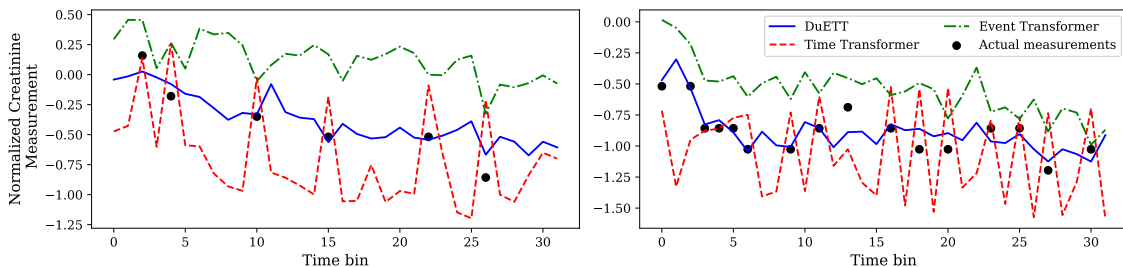 Normalized Creatinine
Measurement
0.50
0.25
0.00
−0.25
−0.50
−0.75
−1.00
−1.25
0 5 10 15 20 25 30
Time bin
0.00
−0.25
−0.50
−0.75
−1.00
−1.25
−1.50
0 5 10 15 20 25 30
Time bin
DuETT
Time Transformer
Event Transformer
Actual measurements